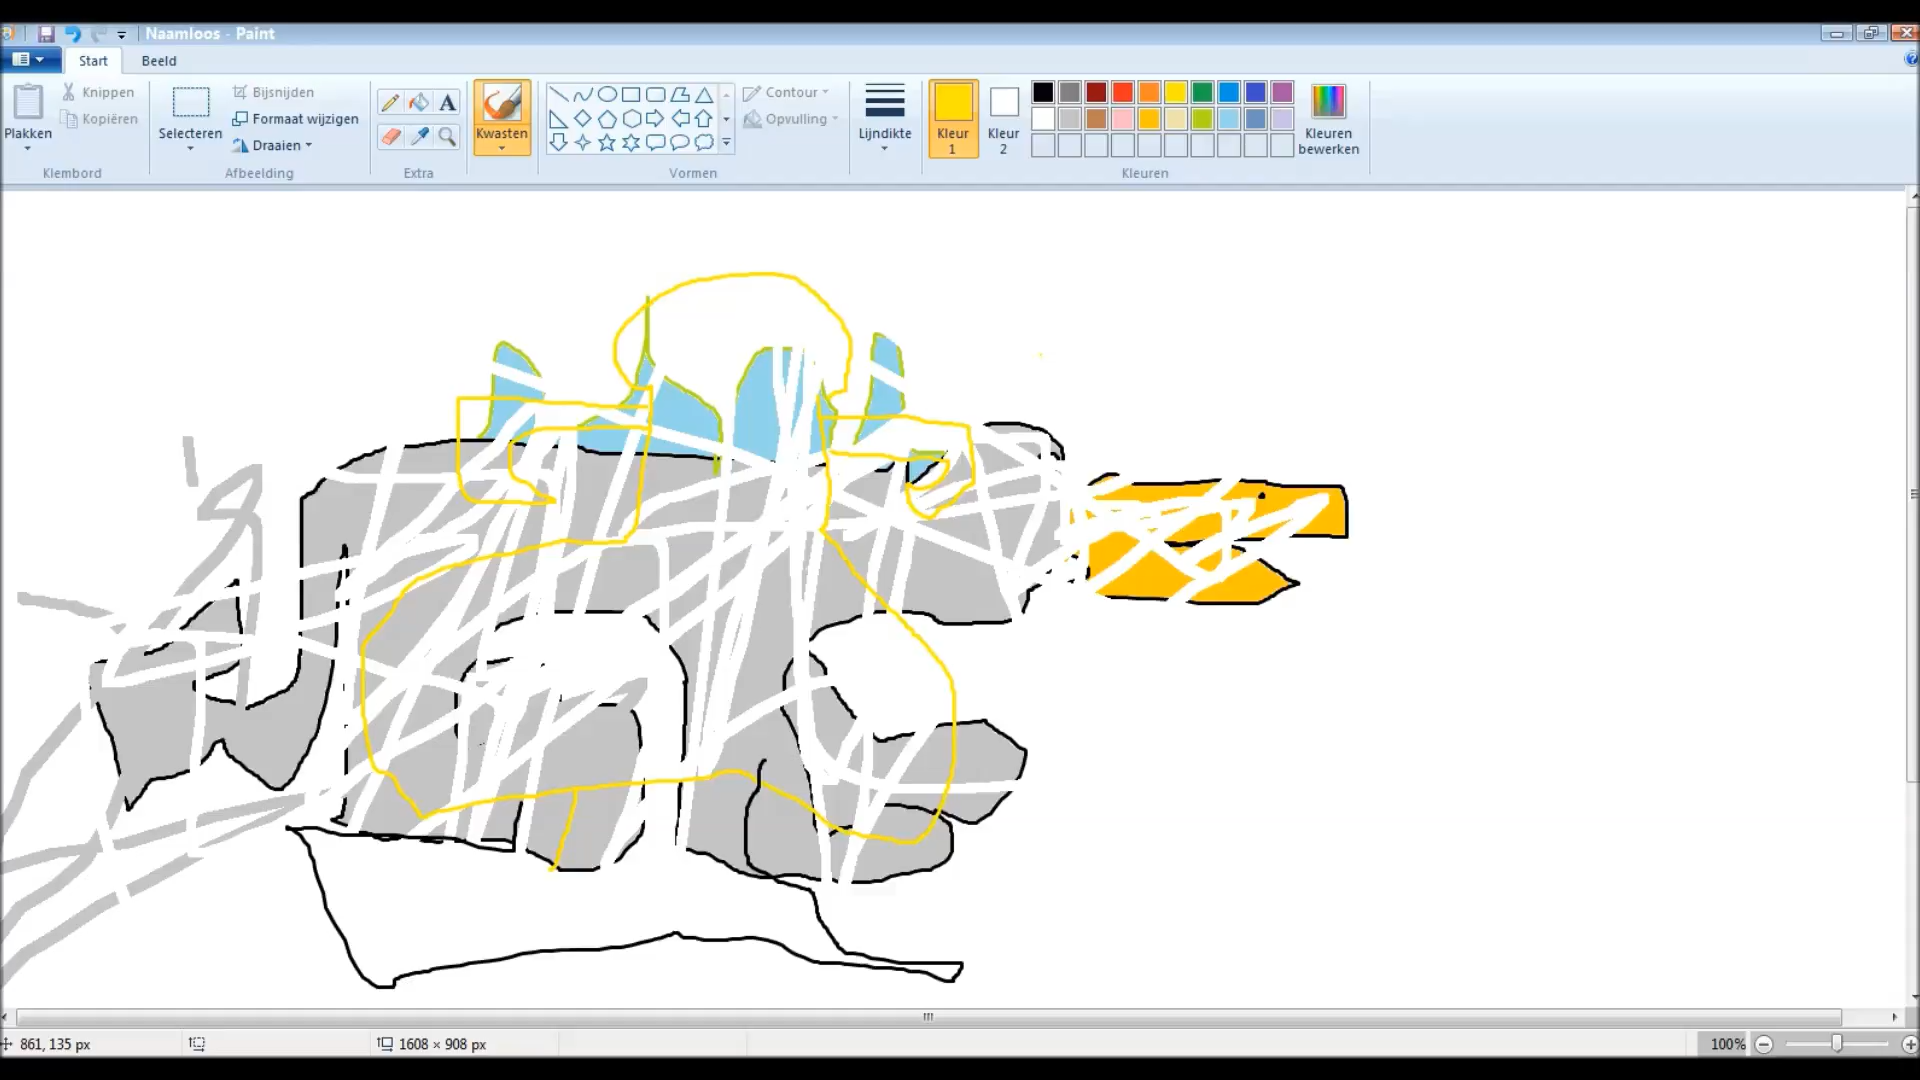 Naamloos - Paint
Start
Beeld
Plakken
Knippen
Kopiëren
Klembord
Selecteren
Bijsnijden
Formaat wijzigen
Draaien
Afbeelding
A
Extra
Kwasten
Contour
Opvulling
Vormen
Lijndikte
Kleur
1
Kleur
2
Kleuren
bewerken
Kleuren
861, 135 px
1608 × 908 px
100%